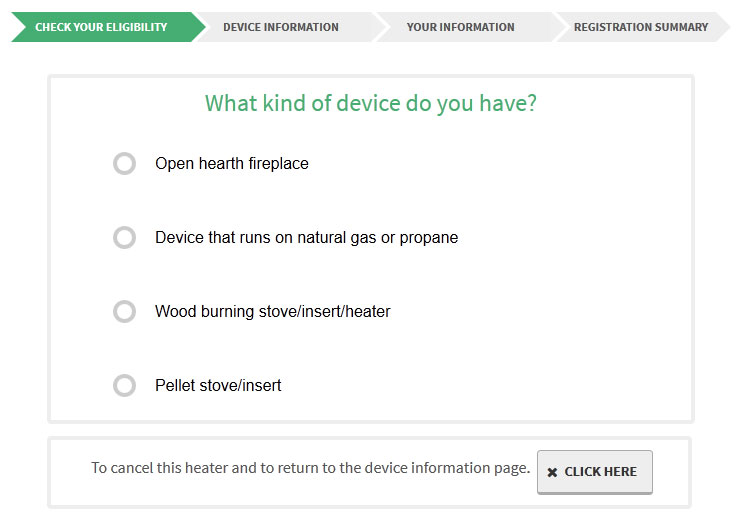 CHECK YOUR ELIGIBILITY DEVICE INFORMATION YOUR INFORMATION REGISTRATION SUMMARY
What kind of device do you have?
Open hearth fireplace
Device that runs on natural gas or propane
Wood burning stove/insert/heater
Pellet stove/insert
To cancel this heater and to return to the device information page. CLICK HERE